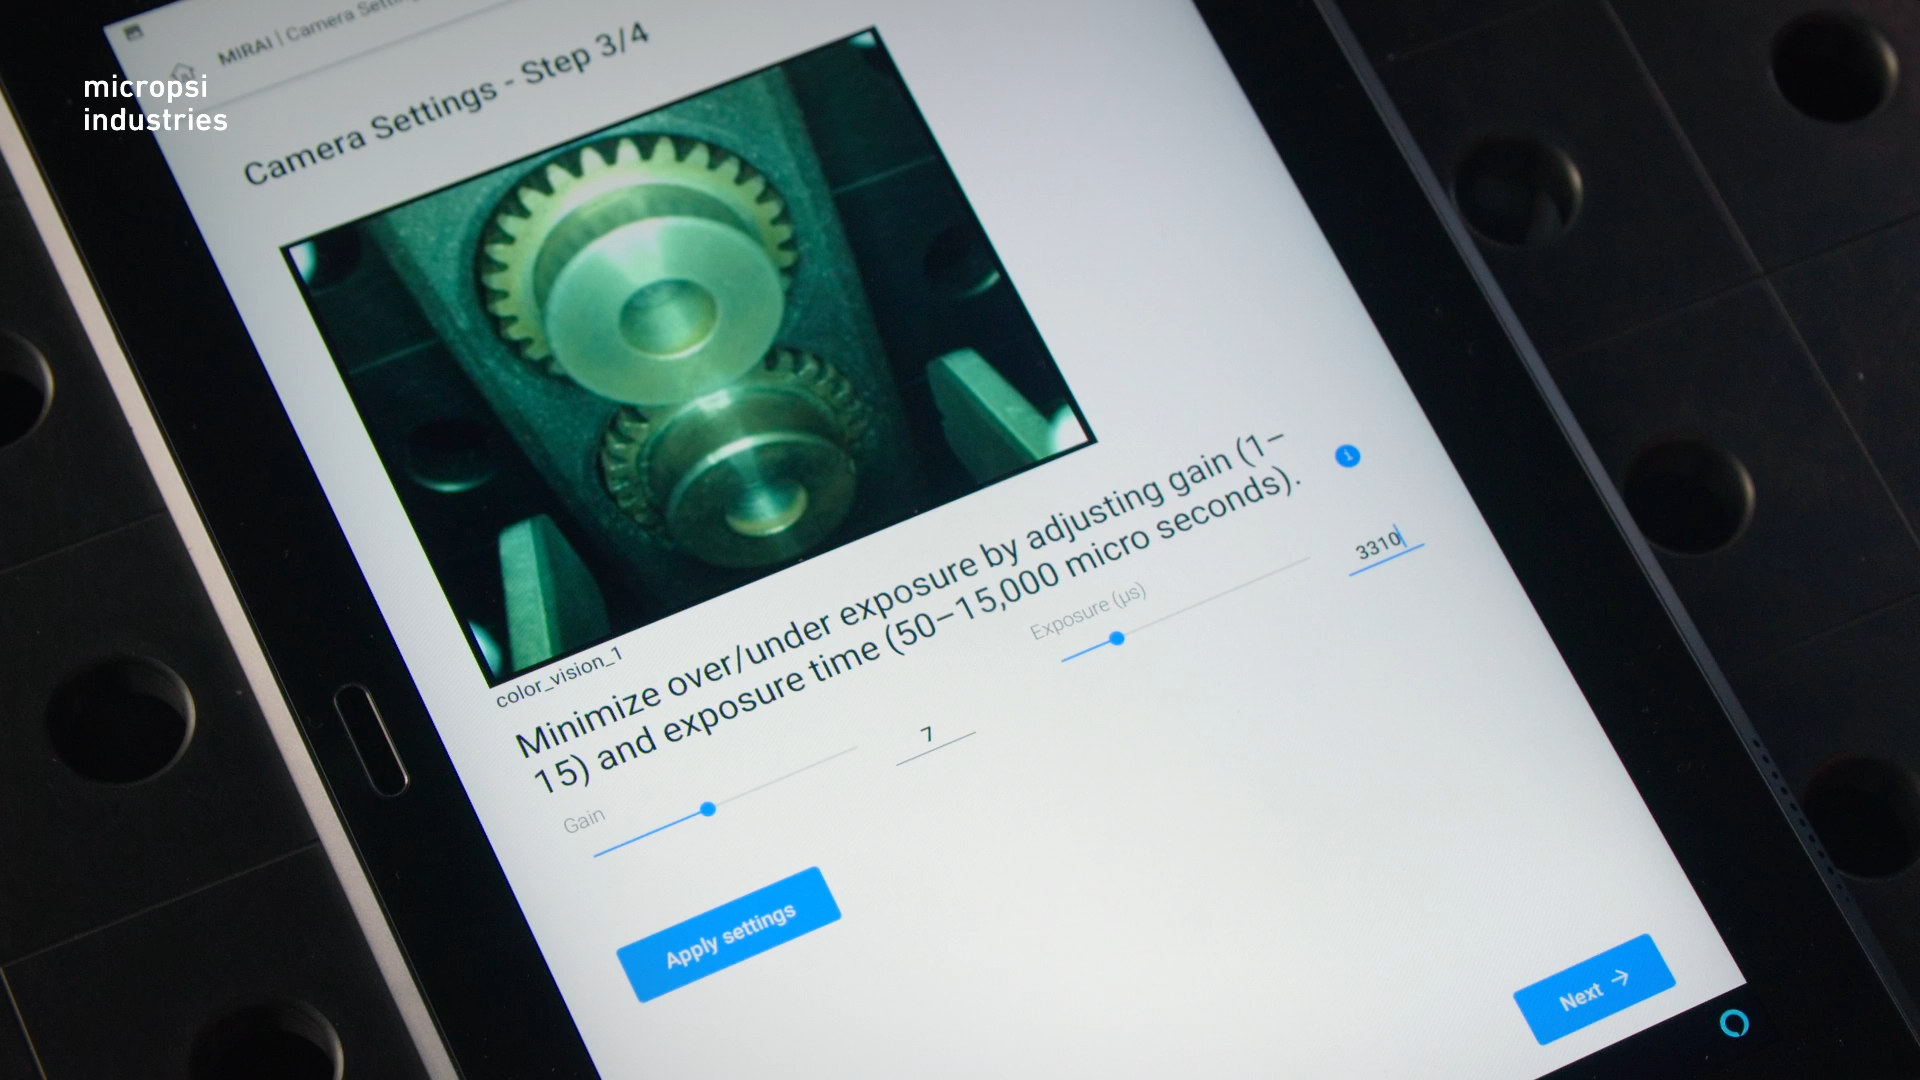 micropsi
industries
MIRAI | Camera
Camera Settings - Step 3/4
color_vision_1
Minimize over/under exposure by adjusting gain (1–
15) and exposure time (50–15,000 micro seconds).
i
Gain
7
Exposure (µs)
3310
Apply settings
Next →